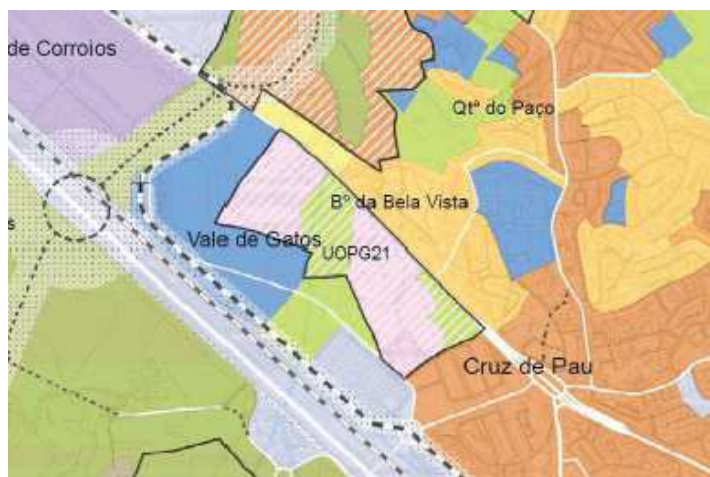 de Corroios
Qtª do Paço
Bº da Bela Vista
Vale de Gatos
UOPG21
Cruz de Pau